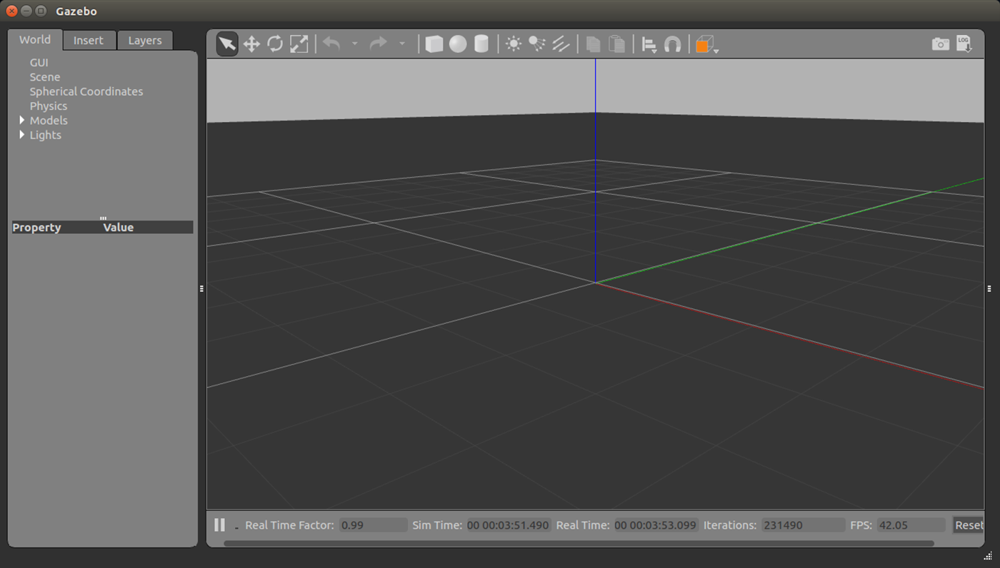 Gazebo
World Insert Layers
GUI
Scene
Spherical Coordinates
Physics
Models
Lights
Property Value
LOG
Real Time Factor: 0.99 Sim Time: 00 00:03:51.490 Real Time: 00 00:03:53.099 Iterations: 231490 FPS: 42.05 Reset